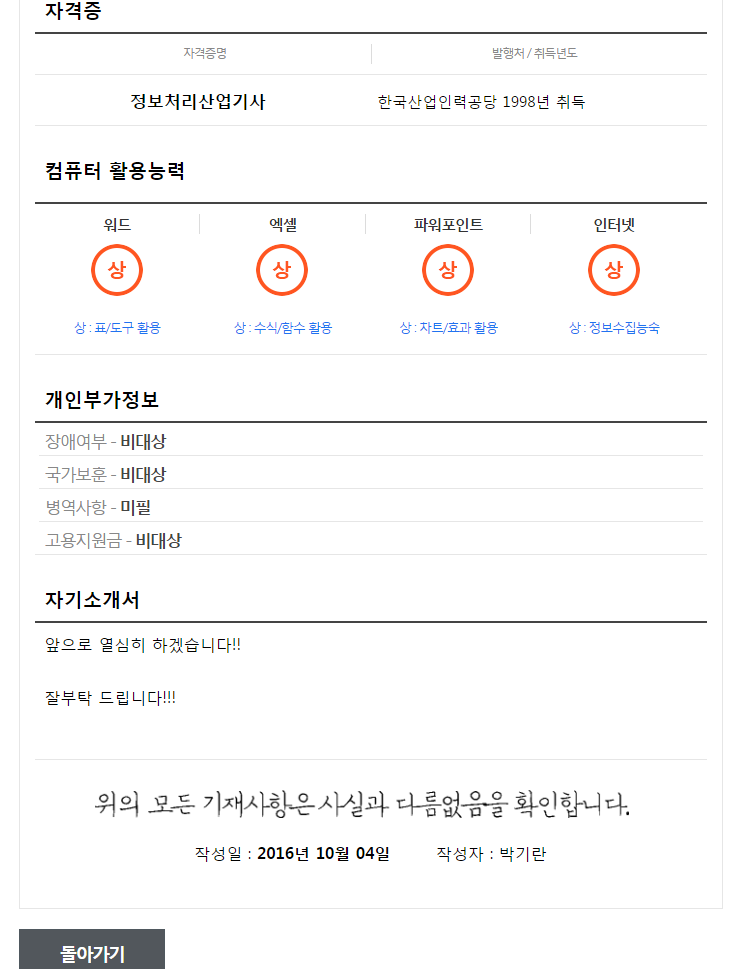 자격증
자격증명 발행처 / 취득년도
정보처리산업기사 한국산업인력공당 1998년 취득
컴퓨터 활용능력
워드 엑셀 파워포인트 인터넷
상 상 상 상
상 : 표/도구 활용 상 : 수식/함수 활용 상 : 차트/효과 활용 상 : 정보수집능숙
개인부가정보
장애여부 - 비대상
국가보훈 - 비대상
병역사항 - 미필
고용지원금 - 비대상
자기소개서
앞으로 열심히 하겠습니다!!
잘부탁 드립니다!!!
위의 모든 기재사항은 사실과 다름없음을 확인합니다.
작성일 : 2016년 10월 04일 작성자 : 박기란
돌아가기